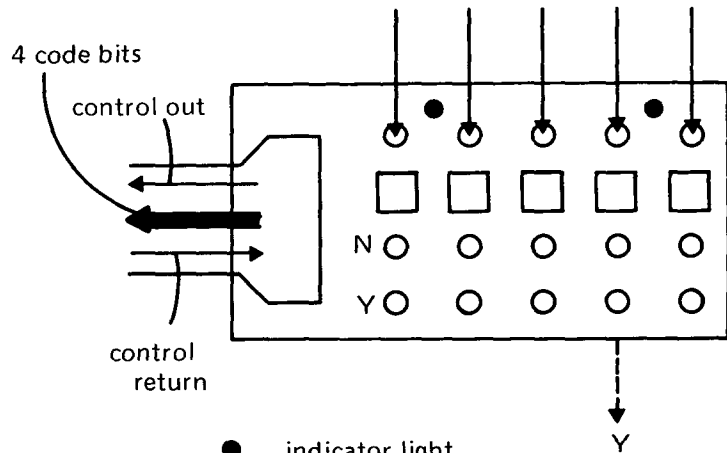 4 code bits
control out
N
Y
control
return
indicator light
Y